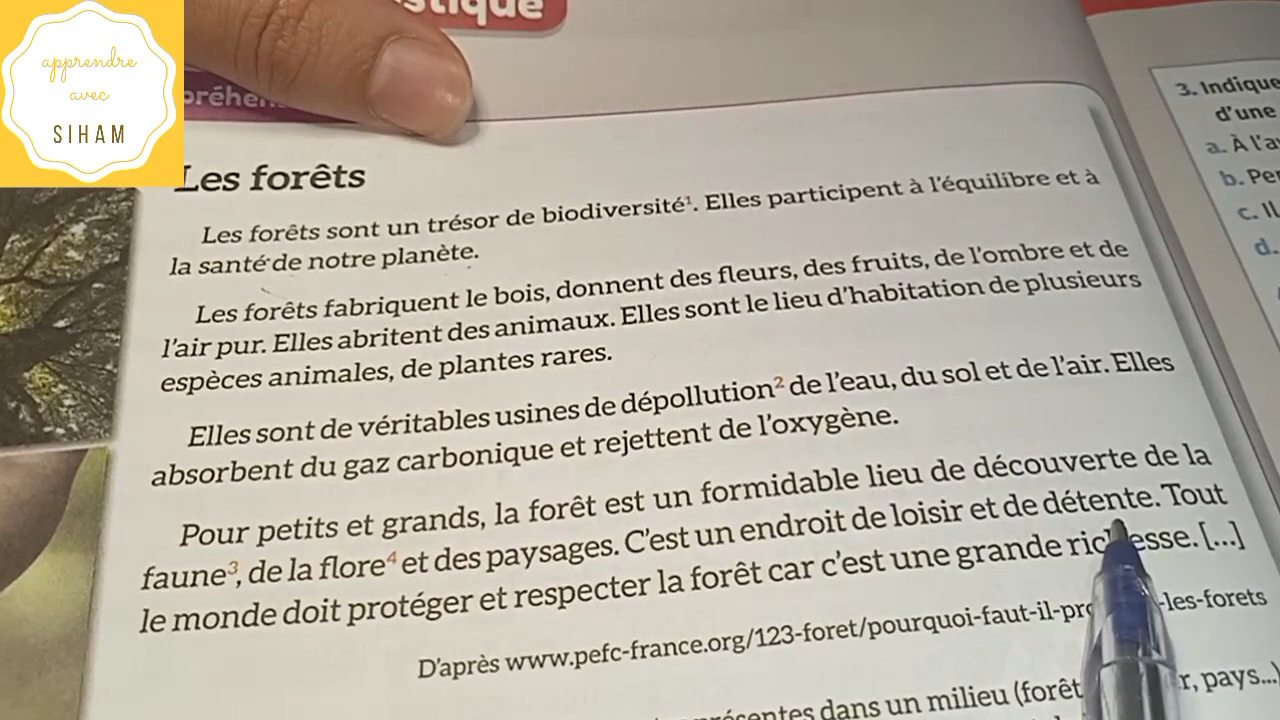 apprendre
avec
SIHAM
Les forêts
Les forêts sont un trésor de biodiversité¹. Elles participent à l'équilibre et à
la santé de notre planète.
Les forêts fabriquent le bois, donnent des fleurs, des fruits, de l'ombre et de
l'air pur. Elles abritent des animaux. Elles sont le lieu d'habitation de plusieurs
espèces animales, de plantes rares.
Elles sont de véritables usines de dépollution² de l'eau, du sol et de l'air. Elles
absorbent du gaz carbonique et rejettent de l'oxygène.
Pour petits et grands, la forêt est un formidable lieu de découverte de la
faune³, de la flore⁴ et des paysages. C'est un endroit de loisir et de détente. Tout
le monde doit protéger et respecter la forêt car c'est une grande richesse. [...]
D'après www.pefc-france.org/123-foret/pourquoi-faut-il-pro -les-forets
dans un milieu (forêt pays...)
3. Indique
d'une
a. À l'
b.
c. Il
d.